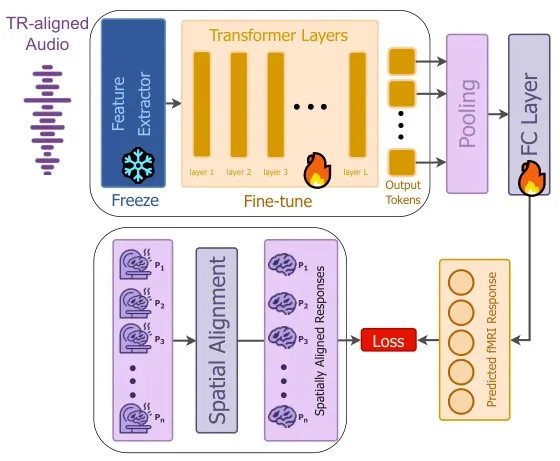 TR-aligned
Audio
Feature
Extractor
Freeze
Transformer Layers
layer 1
layer 2
layer 3
layer L
Fine-tune
Output
Tokens
Pooling
FC Layer
P1
P2
P3
Pn
Spatial Alignment
P1
P2
P3
Pn
Spatially Aligned Responses
Loss
Predicted fMRI Response